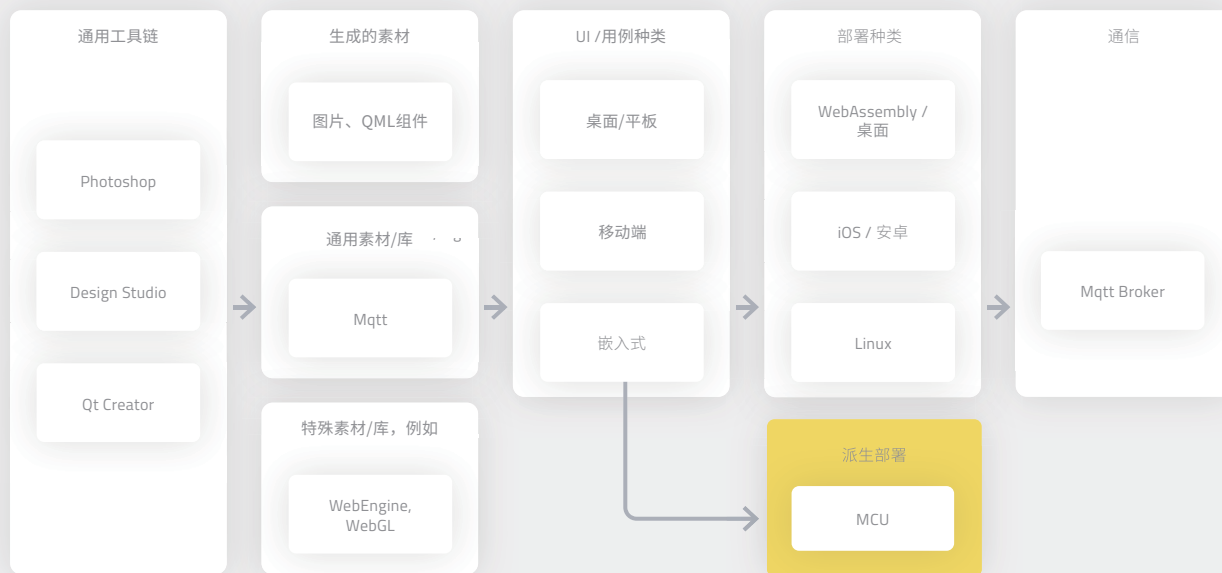 通用工具链
Photoshop
Design Studio
Qt Creator
生成的素材
图片、QML组件
通用素材/库
Mqtt
特殊素材/库，例如
WebEngine,
WebGL
UI /用例种类
桌面/平板
移动端
嵌入式
部署种类
WebAssembly /
桌面
iOS / 安卓
Linux
派生部署
MCU
通信
Mqtt Broker